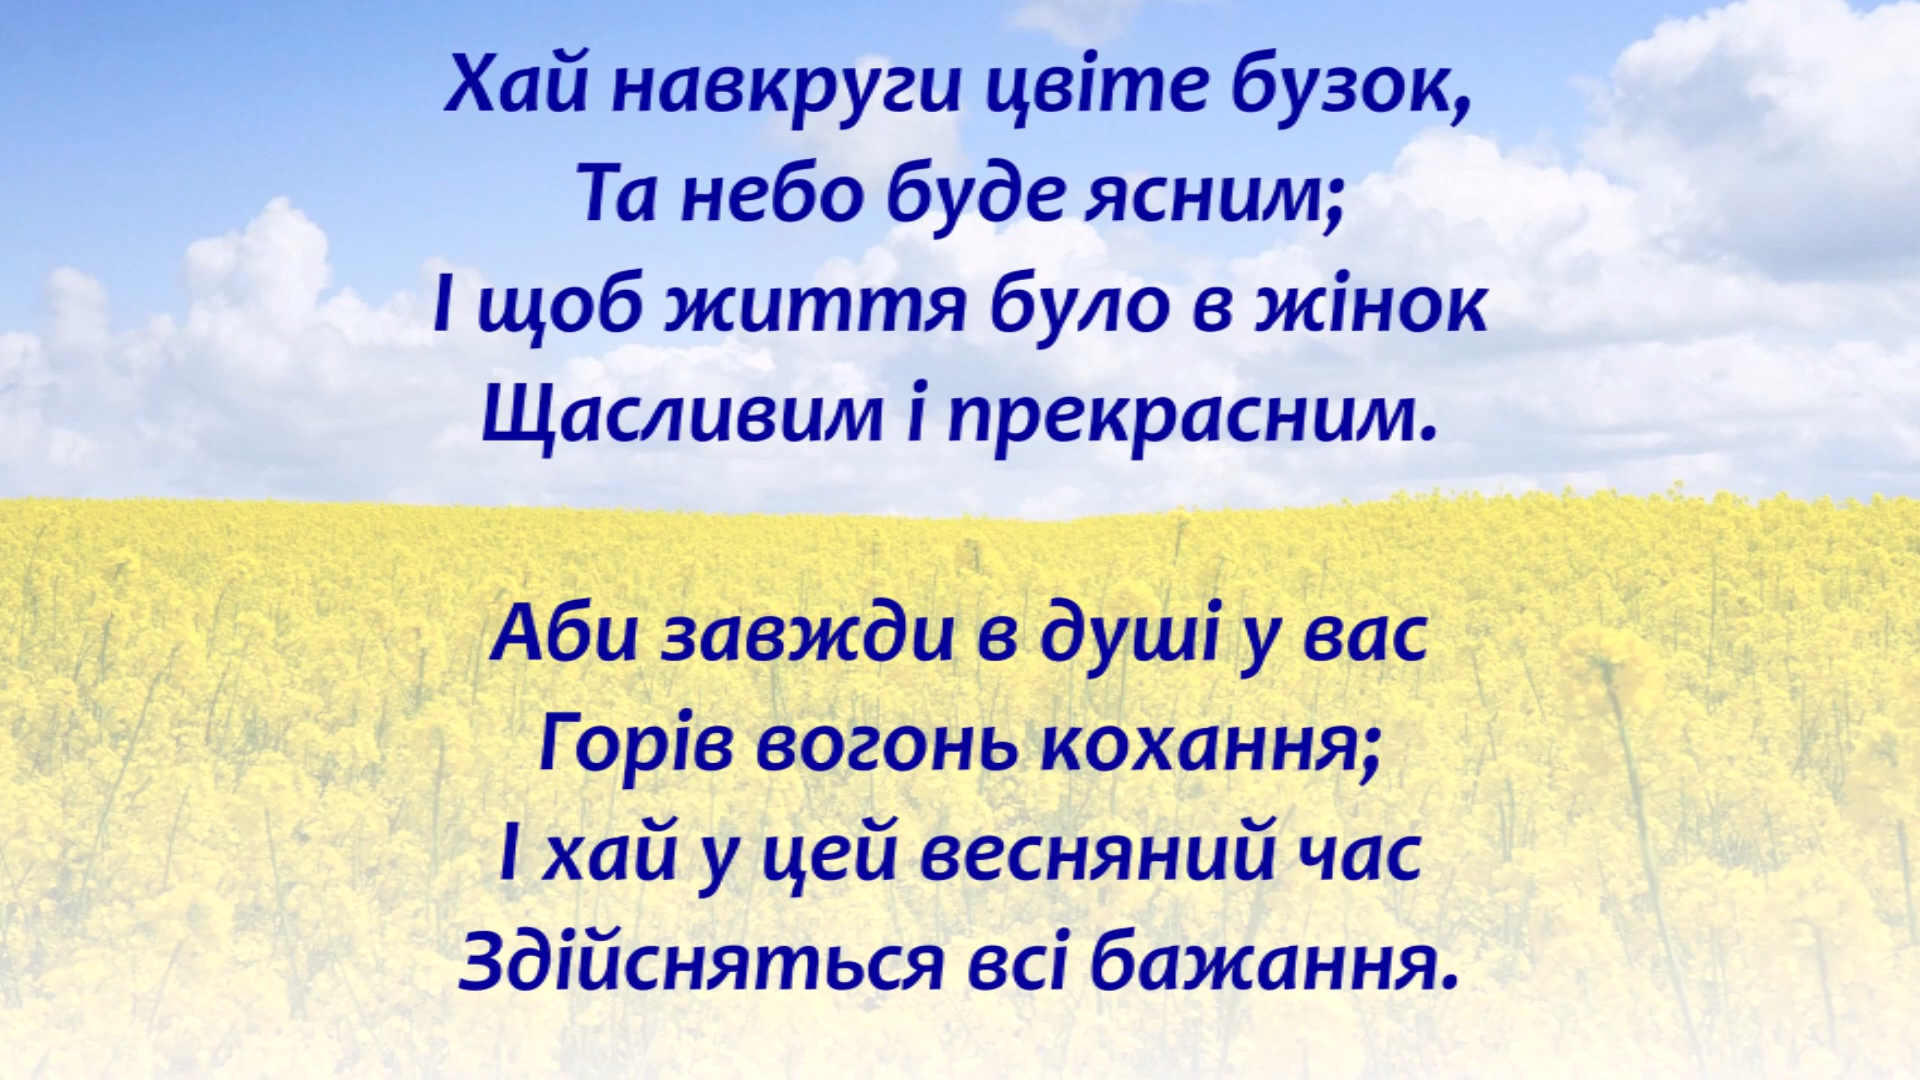 Хай навкруги цвіте бузок,
Та небо буде ясним;
І щоб життя було в жінок
Щасливим і прекрасним.
Аби завжди в душі у вас
Горів вогонь кохання;
І хай у цей весняний час
Здійсняться всі бажання.